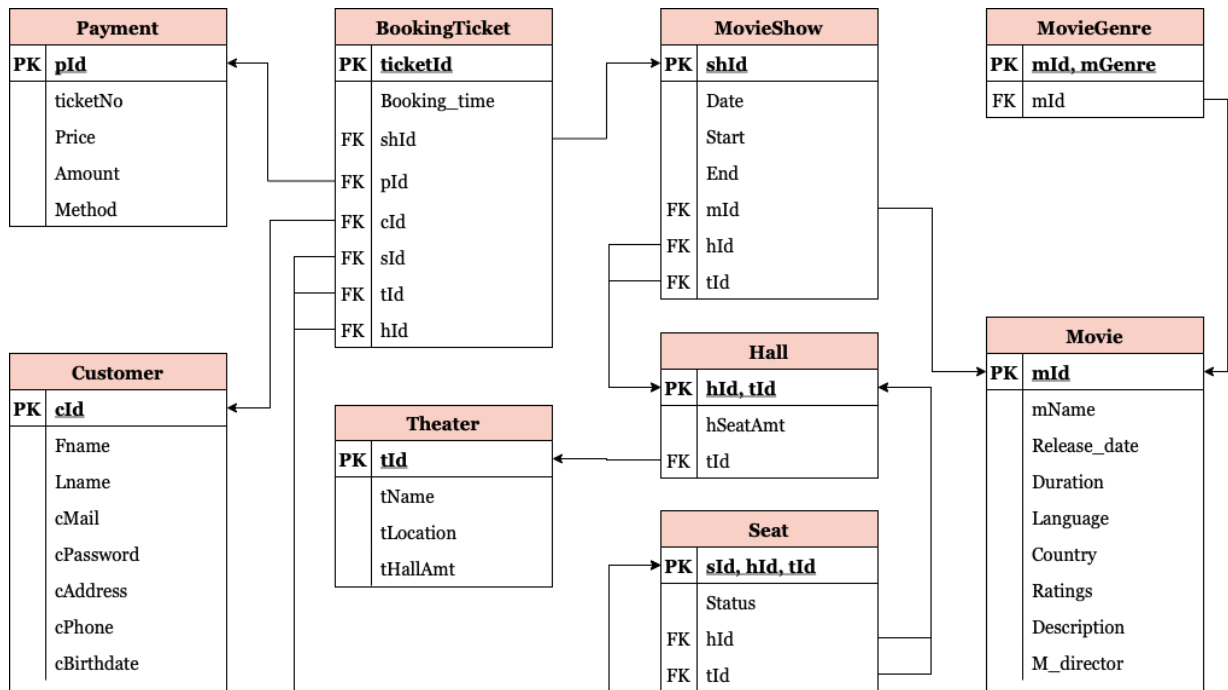 Payment
PK pId
ticketNo
Price
Amount
Method
BookingTicket
PK ticketId
Booking_time
FK shId
FK pId
FK cId
FK sId
FK tId
FK hId
MovieShow
PK shId
Date
Start
End
FK mId
FK hId
FK tId
MovieGenre
PK mId, mGenre
FK mId
Customer
PK cId
Fname
Lname
cMail
cPassword
cAddress
cPhone
cBirthdate
Theater
PK tId
tName
tLocation
tHallAmt
Hall
PK hId, tId
hSeatAmt
FK tId
Seat
PK sId, hId, tId
Status
FK hId
FK tId
Movie
PK mId
mName
Release_date
Duration
Language
Country
Ratings
Description
M_director